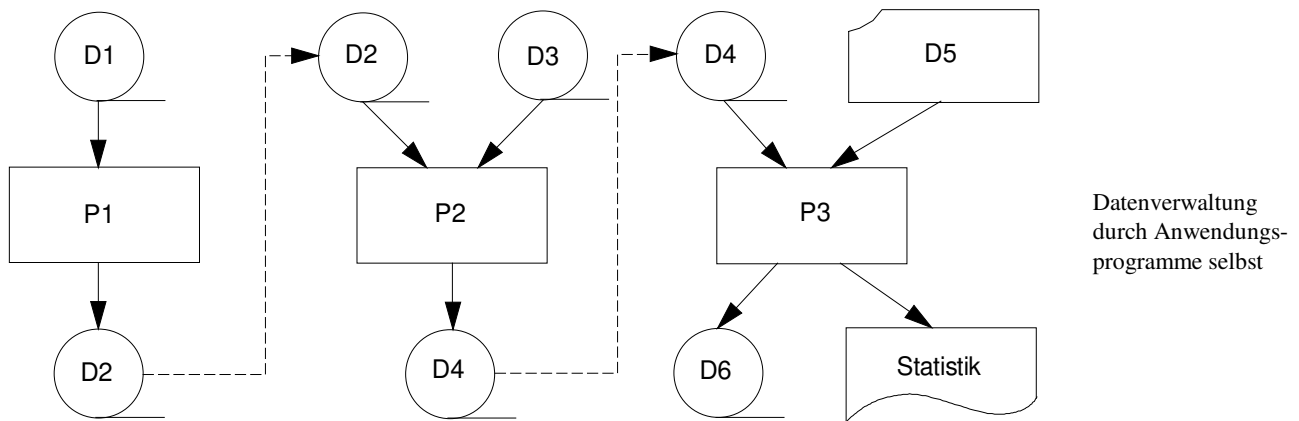 D1
D2
D3
D4
D5
P1
P2
P3
Datenverwaltung
durch Anwendungs-
programme selbst
D2
D4
D6
Statistik